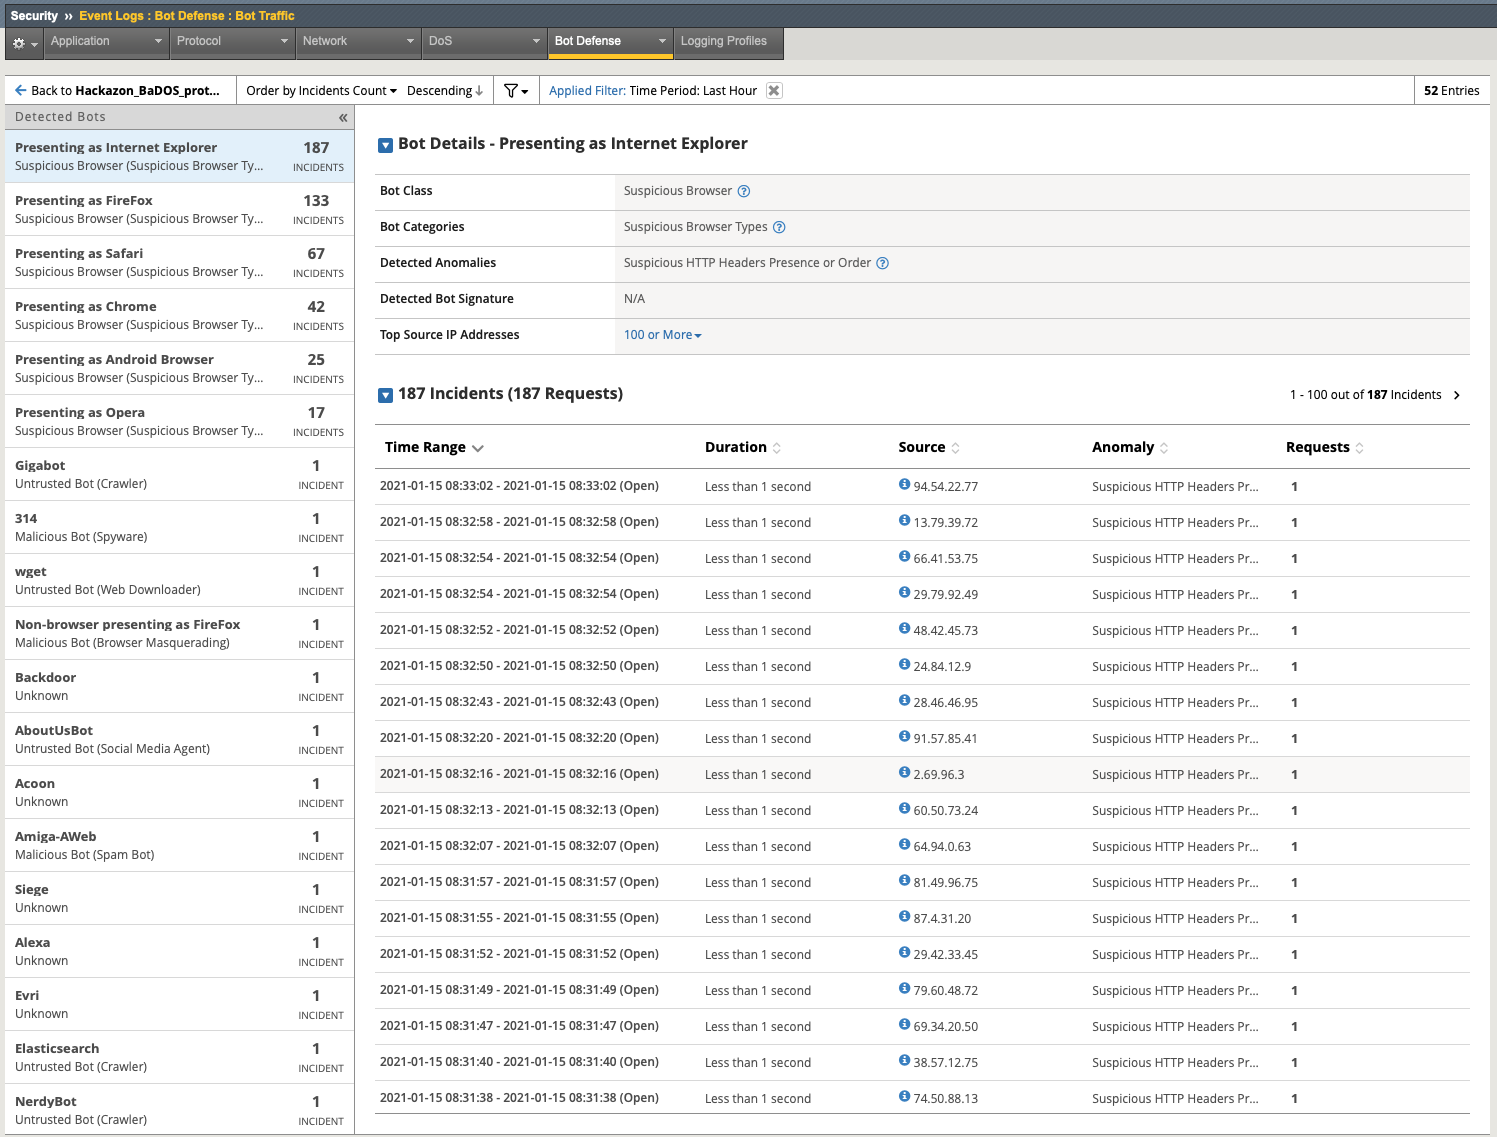 Security » Event Logs : Bot Defense : Bot Traffic
Application Protocol Network DoS Bot Defense Logging Profiles
Back to Hackazon_BaDOS_prot... Order by Incidents Count Descending Applied Filter: Time Period: Last Hour 52 Entries
Detected Bots «
Presenting as Internet Explorer 187
Suspicious Browser (Suspicious Browser Ty... INCIDENTS
Presenting as FireFox 133
Suspicious Browser (Suspicious Browser Ty... INCIDENTS
Presenting as Safari 67
Suspicious Browser (Suspicious Browser Ty... INCIDENTS
Presenting as Chrome 42
Suspicious Browser (Suspicious Browser Ty... INCIDENTS
Presenting as Android Browser 25
Suspicious Browser (Suspicious Browser Ty... INCIDENTS
Presenting as Opera 17
Suspicious Browser (Suspicious Browser Ty... INCIDENTS
Gigabot 1
Untrusted Bot (Crawler) INCIDENT
314 1
Malicious Bot (Spyware) INCIDENT
wget 1
Untrusted Bot (Web Downloader) INCIDENT
Non-browser presenting as FireFox 1
Malicious Bot (Browser Masquerading) INCIDENT
Backdoor 1
Unknown INCIDENT
AboutUsBot 1
Untrusted Bot (Social Media Agent) INCIDENT
Acoon 1
Unknown INCIDENT
Amiga-AWeb 1
Malicious Bot (Spam Bot) INCIDENT
Siege 1
Unknown INCIDENT
Alexa 1
Unknown INCIDENT
Evri 1
Unknown INCIDENT
Elasticsearch 1
Untrusted Bot (Crawler) INCIDENT
NerdyBot 1
Untrusted Bot (Crawler) INCIDENT
Bot Details - Presenting as Internet Explorer
Bot Class Suspicious Browser ?
Bot Categories Suspicious Browser Types ?
Detected Anomalies Suspicious HTTP Headers Presence or Order ?
Detected Bot Signature N/A
Top Source IP Addresses 100 or More
187 Incidents (187 Requests) 1 - 100 out of 187 Incidents
Time Range Duration Source Anomaly Requests
2021-01-15 08:33:02 - 2021-01-15 08:33:02 (Open) Less than 1 second 94.54.22.77 Suspicious HTTP Headers Pr... 1
2021-01-15 08:32:58 - 2021-01-15 08:32:58 (Open) Less than 1 second 13.79.39.72 Suspicious HTTP Headers Pr... 1
2021-01-15 08:32:54 - 2021-01-15 08:32:54 (Open) Less than 1 second 66.41.53.75 Suspicious HTTP Headers Pr... 1
2021-01-15 08:32:54 - 2021-01-15 08:32:54 (Open) Less than 1 second 29.79.92.49 Suspicious HTTP Headers Pr... 1
2021-01-15 08:32:52 - 2021-01-15 08:32:52 (Open) Less than 1 second 48.42.45.73 Suspicious HTTP Headers Pr... 1
2021-01-15 08:32:50 - 2021-01-15 08:32:50 (Open) Less than 1 second 24.84.12.9 Suspicious HTTP Headers Pr... 1
2021-01-15 08:32:43 - 2021-01-15 08:32:43 (Open) Less than 1 second 28.46.46.95 Suspicious HTTP Headers Pr... 1
2021-01-15 08:32:20 - 2021-01-15 08:32:20 (Open) Less than 1 second 91.57.85.41 Suspicious HTTP Headers Pr... 1
2021-01-15 08:32:16 - 2021-01-15 08:32:16 (Open) Less than 1 second 2.69.96.3 Suspicious HTTP Headers Pr... 1
2021-01-15 08:32:13 - 2021-01-15 08:32:13 (Open) Less than 1 second 60.50.73.24 Suspicious HTTP Headers Pr... 1
2021-01-15 08:32:07 - 2021-01-15 08:32:07 (Open) Less than 1 second 64.94.0.63 Suspicious HTTP Headers Pr... 1
2021-01-15 08:31:57 - 2021-01-15 08:31:57 (Open) Less than 1 second 81.49.96.75 Suspicious HTTP Headers Pr... 1
2021-01-15 08:31:55 - 2021-01-15 08:31:55 (Open) Less than 1 second 87.4.31.20 Suspicious HTTP Headers Pr... 1
2021-01-15 08:31:52 - 2021-01-15 08:31:52 (Open) Less than 1 second 29.42.33.45 Suspicious HTTP Headers Pr... 1
2021-01-15 08:31:49 - 2021-01-15 08:31:49 (Open) Less than 1 second 79.60.48.72 Suspicious HTTP Headers Pr... 1
2021-01-15 08:31:47 - 2021-01-15 08:31:47 (Open) Less than 1 second 69.34.20.50 Suspicious HTTP Headers Pr... 1
2021-01-15 08:31:40 - 2021-01-15 08:31:40 (Open) Less than 1 second 38.57.12.75 Suspicious HTTP Headers Pr... 1
2021-01-15 08:31:38 - 2021-01-15 08:31:38 (Open) Less than 1 second 74.50.88.13 Suspicious HTTP Headers Pr... 1